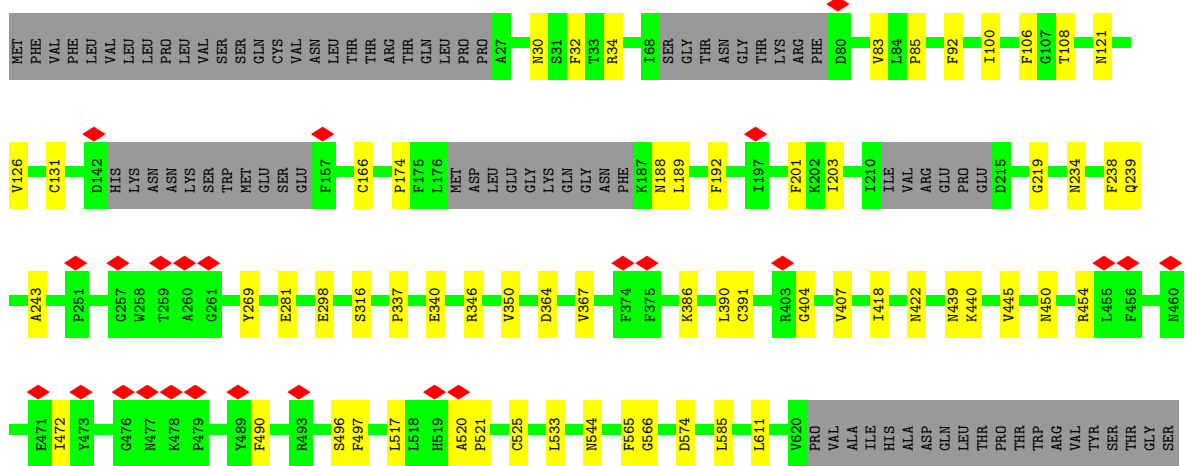 MET PHE VAL PHE LEU VAL LEU LEU PRO LEU VAL SER SER GLN CYS VAL ASN LEU THR THR ARG THR GLN LEU PRO PRO A27 N30 S31 F32 T33 R34 I68 SER GLY THR ASN GLY THR LYS ARG PHE D80 V83 L84 P85 F92 I100 F106 G107 T108 N121
V126 C131 D142 HIS LYS ASN ASN LYS SER TRP MET GLU SER GLU F157 C166 P174 F175 L176 MET ASP LEU GLU GLY LYS GLN GLY ASN PHE K187 N188 L189 F192 I197 F201 K202 I203 I210 ILE VAL ARG GLU PRO GLU D215 G219 N234 F238 Q239
A243 P251 G257 W258 T259 A260 G261 Y269 E281 E298 S316 P337 E340 R346 V350 D364 V367 F374 F375 K386 L390 C391 R403 G404 V407 I418 N422 N439 K440 V445 N450 R454 L455 F456 N460
E471 I472 Y473 G476 N477 K478 P479 Y489 F490 R493 S496 F497 L517 L518 H519 A520 P521 C525 L533 N544 F565 G566 D574 L585 L611 V620 PRO VAL ALA ILE HIS ALA ASP GLN LEU THR PRO THR TRP ARG VAL TYR SER THR GLY SER